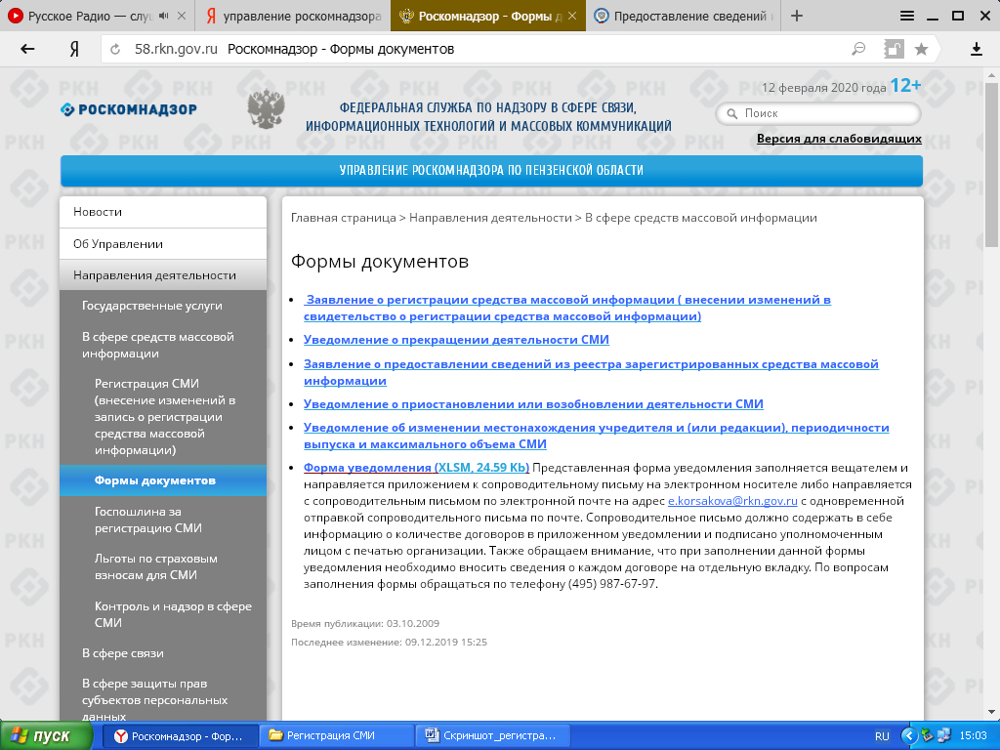 Русское Радио — слу
управление роскомнадзора
Роскомнадзор - Формы д
Предоставление сведений
58.rkn.gov.ru Роскомнадзор - Формы документов
12 февраля 2020 года 12+
РОСКОМНАДЗОР
ФЕДЕРАЛЬНАЯ СЛУЖБА ПО НАДЗОРУ В СФЕРЕ СВЯЗИ,
ИНФОРМАЦИОННЫХ ТЕХНОЛОГИЙ И МАССОВЫХ КОММУНИКАЦИЙ
Поиск
Версия для слабовидящих
УПРАВЛЕНИЕ РОСКОМНАДЗОРА ПО ПЕНЗЕНСКОЙ ОБЛАСТИ
Новости
Об Управлении
Направления деятельности
Государственные услуги
В сфере средств массовой
информации
Регистрация СМИ
(внесение изменений в
запись о регистрации
средства массовой
информации)
Формы документов
Госпошлина за
регистрацию СМИ
Льготы по страховым
взносам для СМИ
Контроль и надзор в сфере
СМИ
В сфере связи
В сфере защиты прав
субъектов персональных
данных
Главная страница > Направления деятельности > В сфере средств массовой информации
Формы документов
Заявление о регистрации средства массовой информации ( внесении изменений в
свидетельство о регистрации средства массовой информации)
Уведомление о прекращении деятельности СМИ
Заявление о предоставлении сведений из реестра зарегистрированных средства массовой
информации
Уведомление о приостановлении или возобновлении деятельности СМИ
Уведомление об изменении местонахождения учредителя и (или редакции), периодичности
выпуска и максимального объема СМИ
Форма уведомления (XLSM, 24.59 Kb) Представленная форма уведомления заполняется вещателем и
направляется приложением к сопроводительному письму на электронном носителе либо направляется
с сопроводительным письмом по электронной почте на адрес e.korsakova@rkn.gov.ru с одновременной
отправкой сопроводительного письма по почте. Сопроводительное письмо должно содержать в себе
информацию о количестве договоров в приложенном уведомлении и подписано уполномоченным
лицом с печатью организации. Также обращаем внимание, что при заполнении данной формы
уведомления необходимо вносить сведения о каждом договоре на отдельную вкладку. По вопросам
заполнения формы обращаться по телефону (495) 987-67-97.
Время публикации: 03.10.2009
Последнее изменение: 09.12.2019 15:25
пуск
Роскомнадзор - Фор...
Регистрация СМИ
Скриншот_регистра...
RU
15:03